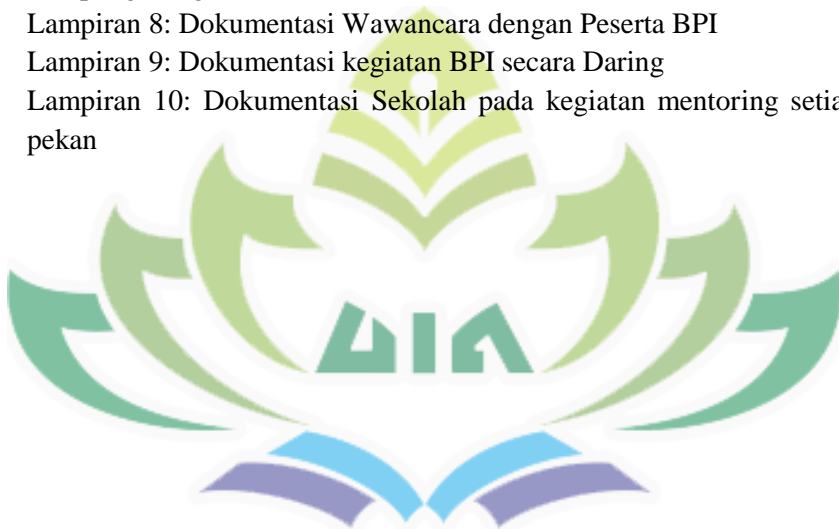 Lampiran 8: Dokumentasi Wawancara dengan Peserta BPI
Lampiran 9: Dokumentasi kegiatan BPI secara Daring
Lampiran 10: Dokumentasi Sekolah pada kegiatan mentoring setia
pekan